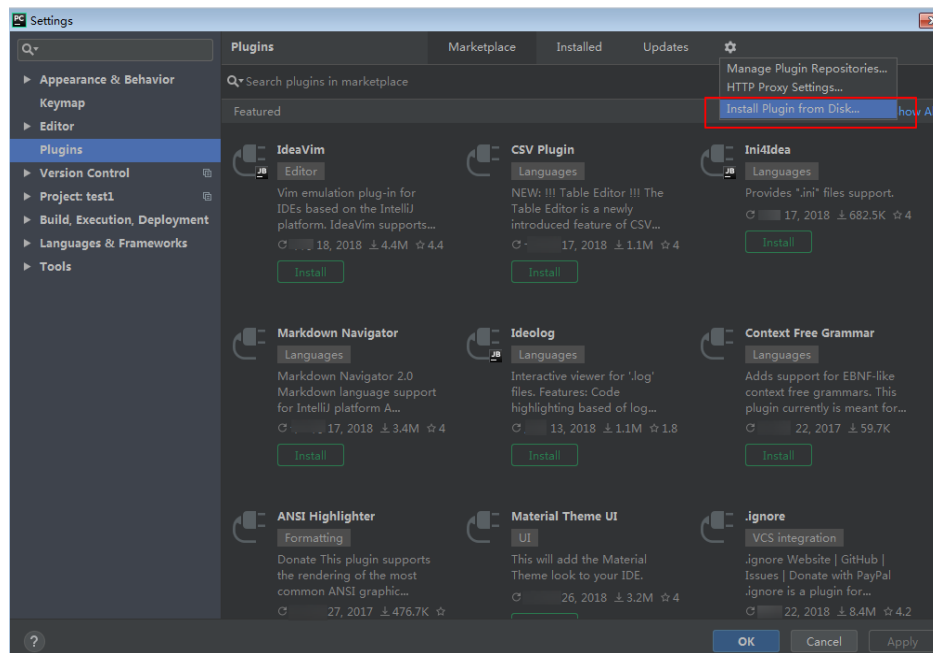 PC Settings
Plugins
Marketplace
Installed
Updates
Manage Plugin Repositories...
HTTP Proxy Settings...
Install Plugin from Disk...
Search plugins in marketplace
Featured
how A
Appearance & Behavior
Keymap
Editor
Plugins
Version Control
Project: test1
Build, Execution, Deployment
Languages & Frameworks
Tools
IdeaVim
JB
Editor
Vim emulation plug-in for
IDEs based on the IntelliJ
platform. IdeaVim supports...
18, 2018 4.4M 4.4
Install
CSV Plugin
Languages
NEW: !!! Table Editor !!! The
Table Editor is a newly
introduced feature of CSV...
17, 2018 1.1M 4
Install
Ini4Idea
JB
Languages
Provides ".ini" files support.
17, 2018 682.5K 4
Install
Markdown Navigator
Languages
Markdown Navigator 2.0
Markdown language support
for IntelliJ platform A...
17, 2018 3.4M 4
Install
Ideolog
JB
Languages
Interactive viewer for '.log'
files. Features: Code
highlighting based of log...
13, 2018 1.1M 1.8
Install
Context Free Grammar
Languages
Adds support for EBNF-like
context free grammars. This
plugin currently is meant for...
22, 2017 59.7K
Install
ANSI Highlighter
Formatting
Donate This plugin supports
the rendering of the most
common ANSI graphic...
27, 2017 476.7K
Material Theme UI
UI
This will add the Material
Theme look to your IDE.
26, 2018 3.2M 4
.ignore
VCS integration
.ignore Website | GitHub |
Issues | Donate with PayPal
.ignore is a plugin for...
22, 2018 8.4M 4.2
?
OK
Cancel
Apply